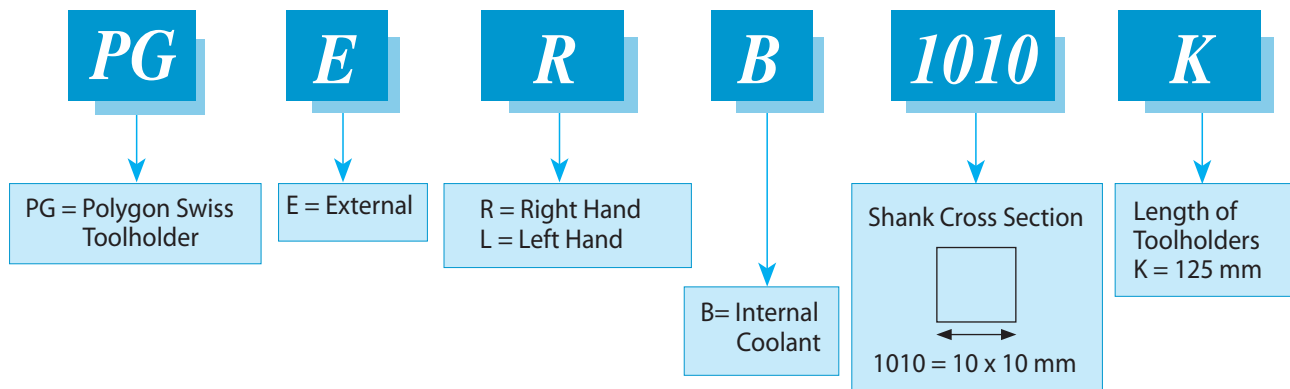 PG E R B 1010 K
PG = Polygon Swiss
Toolholder
E = External
R = Right Hand
L = Left Hand
B= Internal
Coolant
Shank Cross Section
1010 = 10 x 10 mm
Length of
Toolholders
K = 125 mm